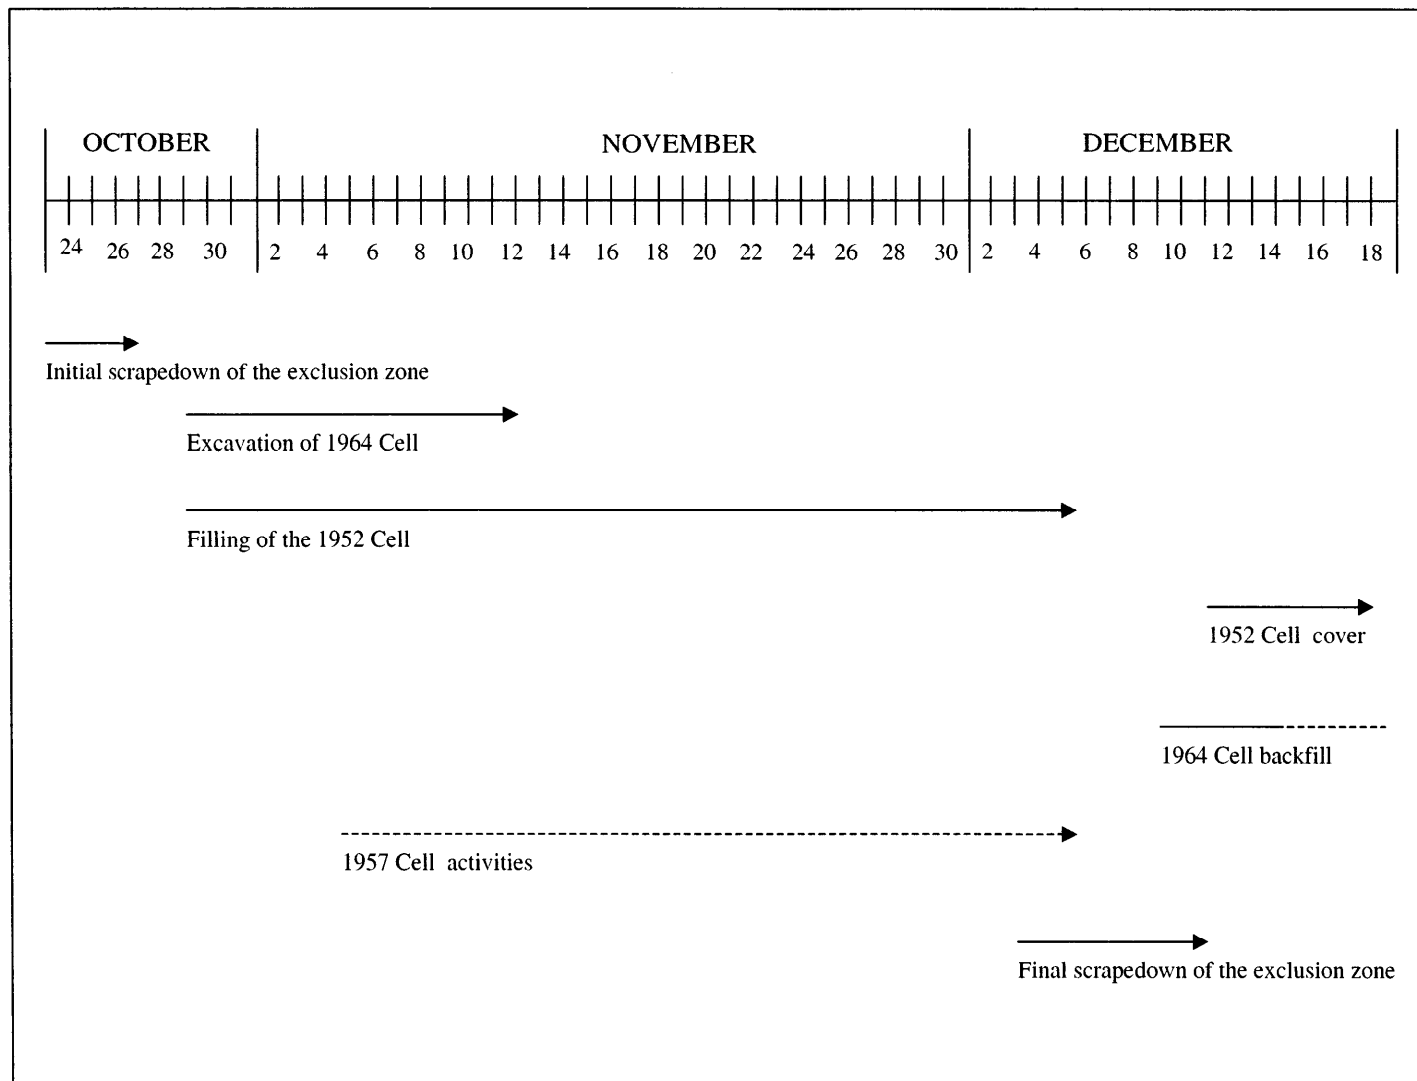 OCTOBER NOVEMBER DECEMBER
24 26 28 30 2 4 6 8 10 12 14 16 18 20 22 24 26 28 30 2 4 6 8 10 12 14 16 18
Initial scrapedown of the exclusion zone
Excavation of 1964 Cell
Filling of the 1952 Cell
1952 Cell cover
1964 Cell backfill
1957 Cell activities
Final scrapedown of the exclusion zone